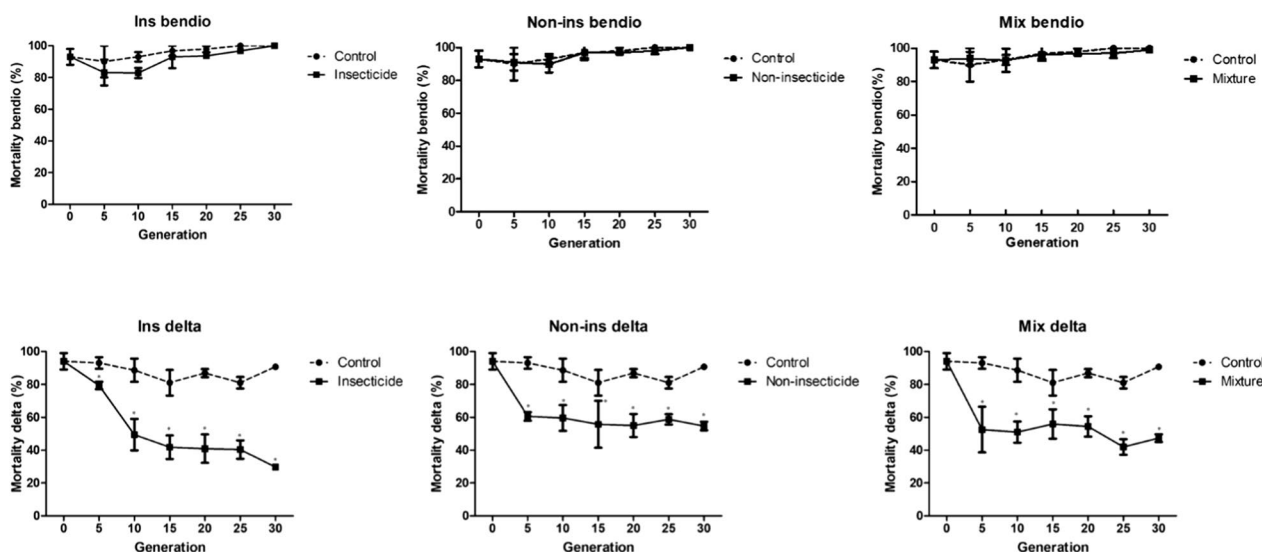 Ins bendio
Mortality bendio (%)
100
80
60
40
20
0
0 5 10 15 20 25 30
Generation
Control
Insecticide
Non-ins bendio
Mortality bendio (%)
100
80
60
40
20
0
0 5 10 15 20 25 30
Generation
Control
Non-insecticide
Mix bendio
Mortality bendio(%)
100
80
60
40
20
0
0 5 10 15 20 25 30
Generation
Control
Mixture
Ins delta
Mortality delta (%)
100
80
60
40
20
0
* * * * * *
0 5 10 15 20 25 30
Generation
Control
Insecticide
Non-ins delta
Mortality delta (%)
100
80
60
40
20
0
* * * * * *
0 5 10 15 20 25 30
Generation
Control
Non-insecticide
Mix delta
Mortality delta (%)
100
80
60
40
20
0
* * * * * *
0 5 10 15 20 25 30
Generation
Control
Mixture